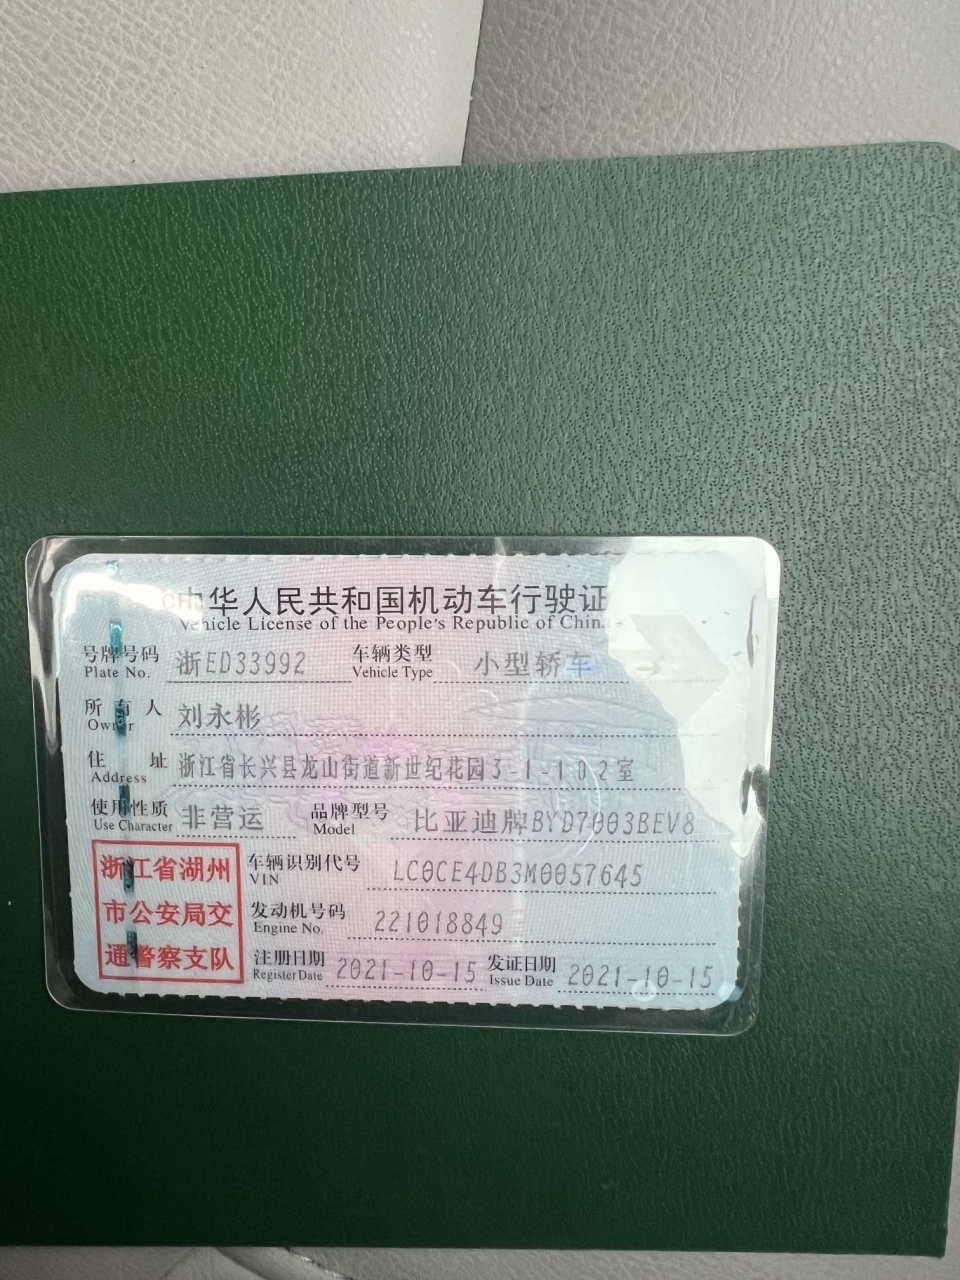 中华人民共和国机动车行驶证
Vehicle License of the People's Republic of China
号牌号码 浙ED33992 车辆类型 小型轿车
Plate No. Vehicle Type
所有人 刘永彬
Owner
住址 浙江省长兴县龙山街道新世纪花园3-1-102室
Address
使用性质 非营运 品牌型号 比亚迪牌BYD7003BEV8
Use Character Model
浙江省湖州
市公安局交
通警察支队
车辆识别代号 LC0CE4DB3M0057645
VIN
发动机号码 221018849
Engine No.
注册日期 2021-10-15 发证日期 2021-10-15
Register Date Issue Date